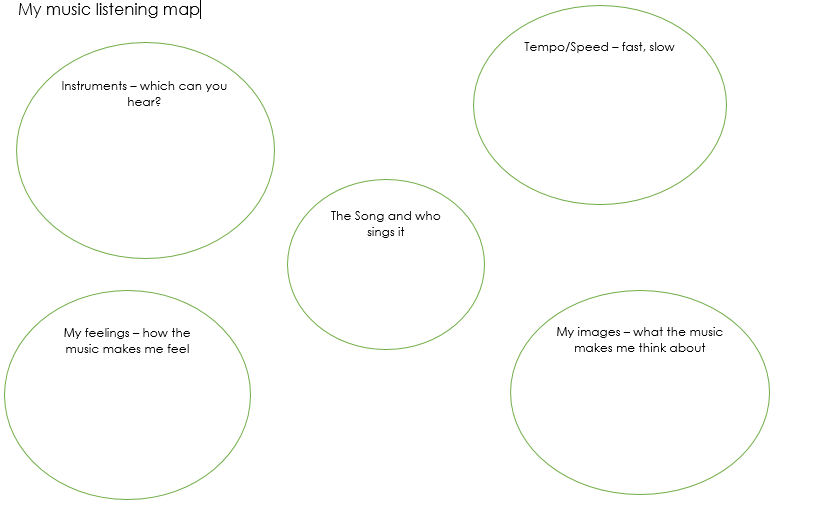 My music listening map
Instruments – which can you
hear?
Tempo/Speed – fast, slow
The Song and who
sings it
My feelings – how the
music makes me feel
My images – what the music
makes me think about